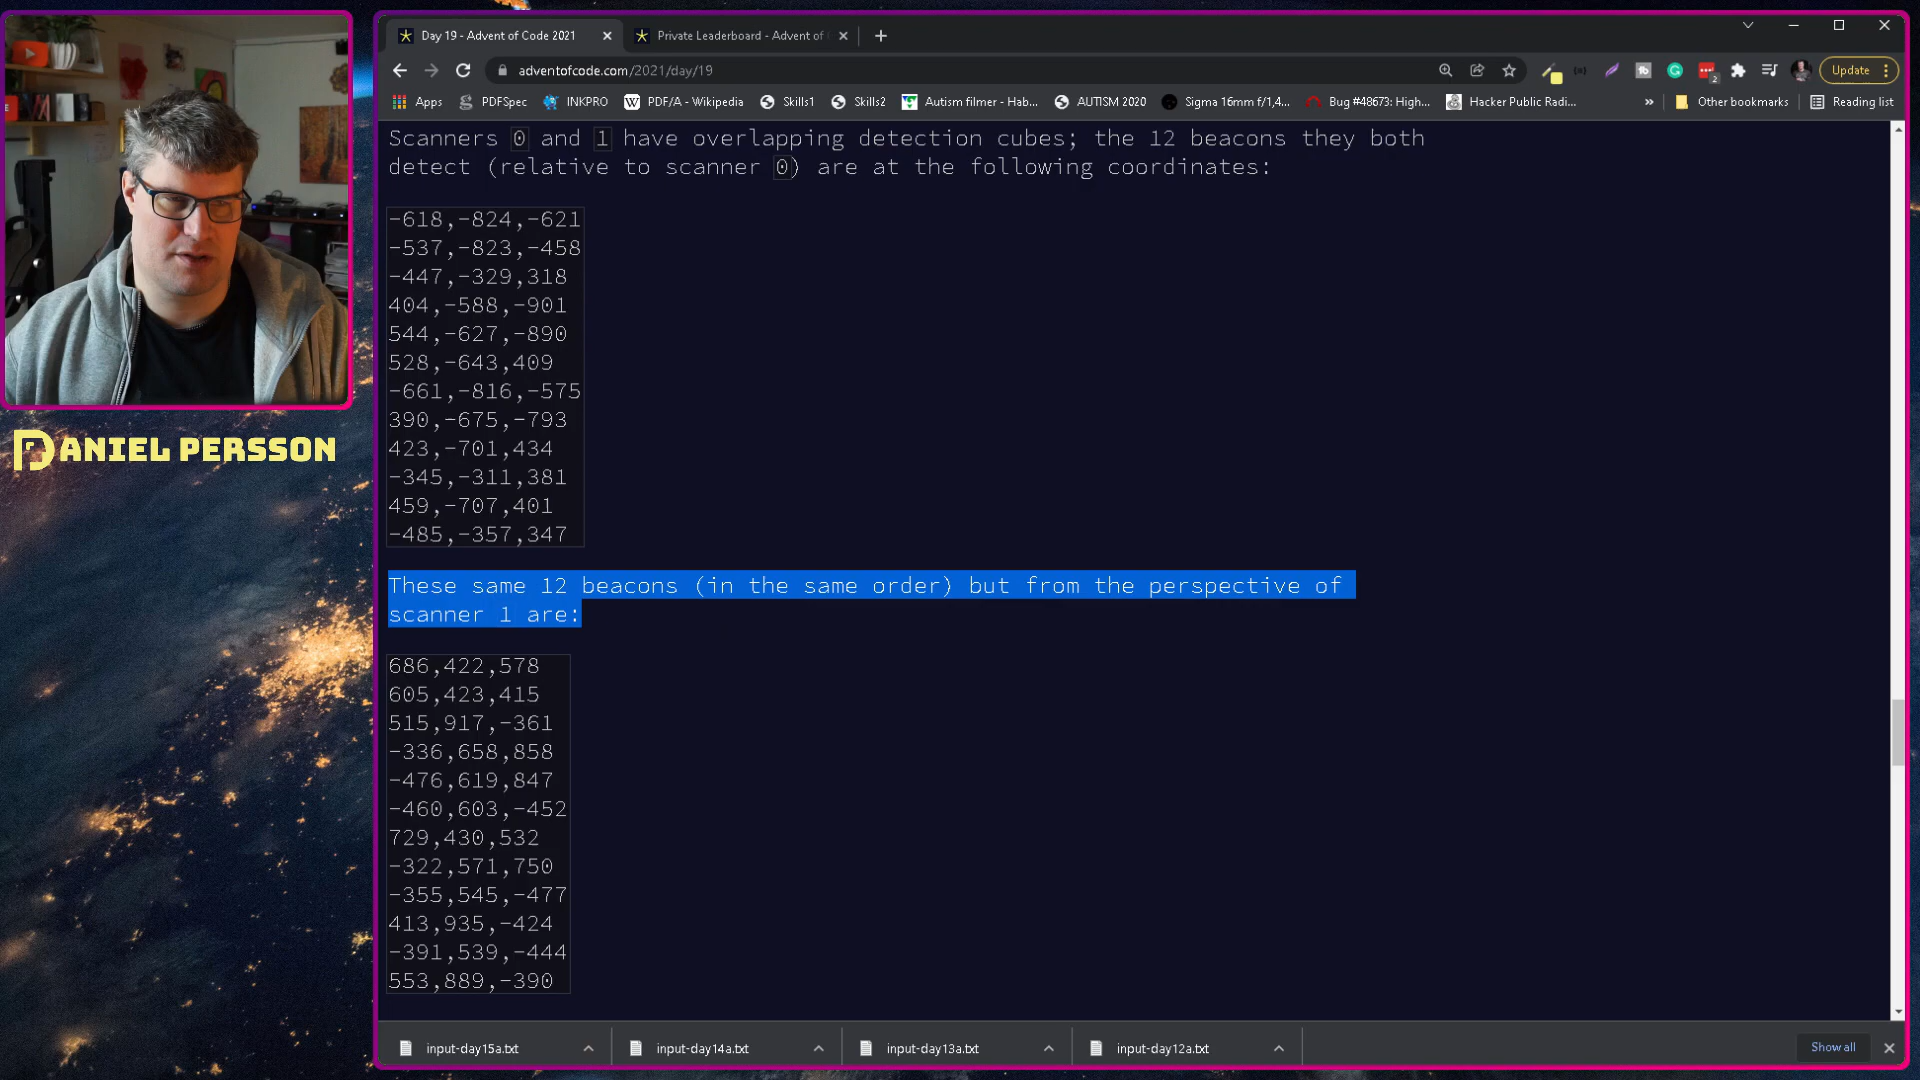 Day 19 - Advent of Code 2021
Private Leaderboard - Advent of
adventofcode.com/2021/day/19
Update
Apps
PDFSpec
INKPRO
PDF/A - Wikipedia
Skills1
Skills2
Autism filmer - Hab...
AUTISM 2020
Sigma 16mm f/1,4...
Bug #48673: High...
Hacker Public Radi...
»
Other bookmarks
Reading list
Scanners 0 and 1 have overlapping detection cubes; the 12 beacons they both
detect (relative to scanner 0) are at the following coordinates:
-618,-824,-621
-537,-823,-458
-447,-329,318
404,-588,-901
544,-627,-890
528,-643,409
-661,-816,-575
390,-675,-793
423,-701,434
-345,-311,381
459,-707,401
-485,-357,347
These same 12 beacons (in the same order) but from the perspective of
scanner 1 are:
686,422,578
605,423,415
515,917,-361
-336,658,858
-476,619,847
-460,603,-452
729,430,532
-322,571,750
-355,545,-477
413,935,-424
-391,539,-444
553,889,-390
DANIEL PERSSON
input-day15a.txt
input-day14a.txt
input-day13a.txt
input-day12a.txt
Show all